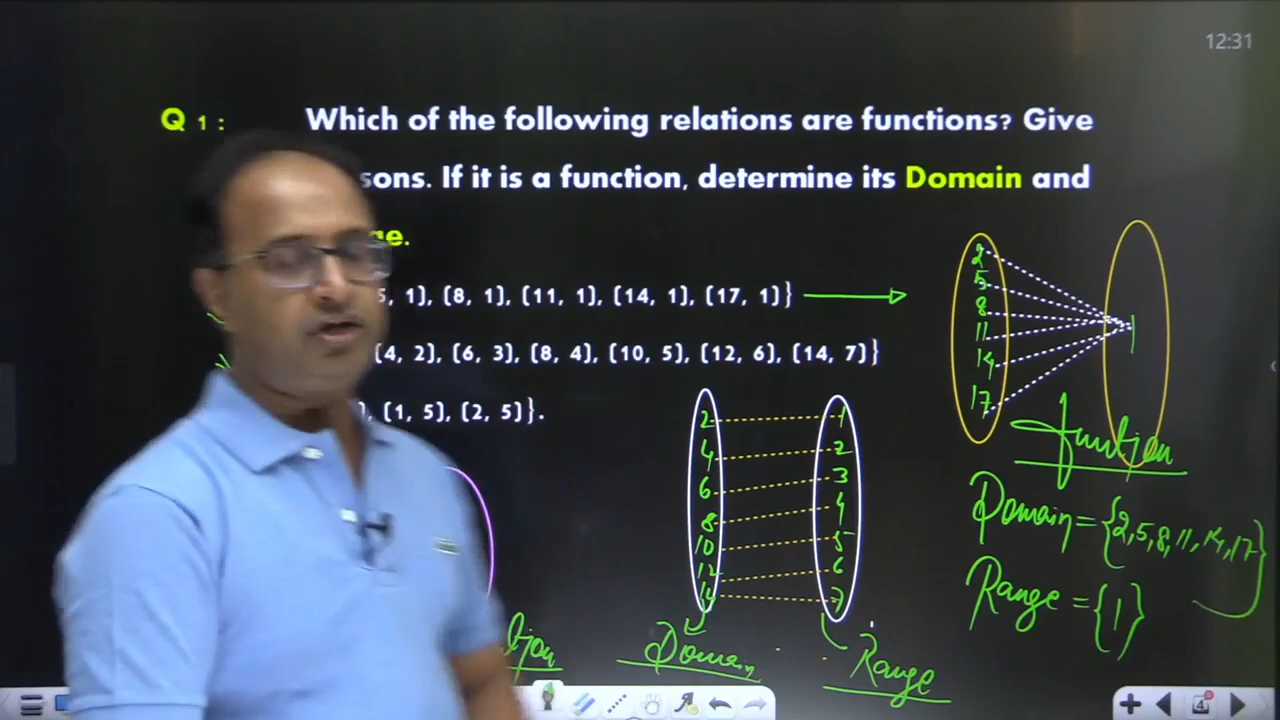 12:31
Q 1 : Which of the following relations are functions? Give
sons. If it is a function, determine its Domain and
ge.
5, 1), (8, 1), (11, 1), (14, 1), (17, 1)}
(4, 2), (6, 3), (8, 4), (10, 5), (12, 6), (14, 7)}
), (1, 5), (2, 5)}.
2
5
8
11
14
17
1
function
Domain = {2, 5, 8, 11, 14, 17}
Range = {1}
2 1
4 2
6 3
8 4
10 5
12 6
14 7
Domain
Range
4